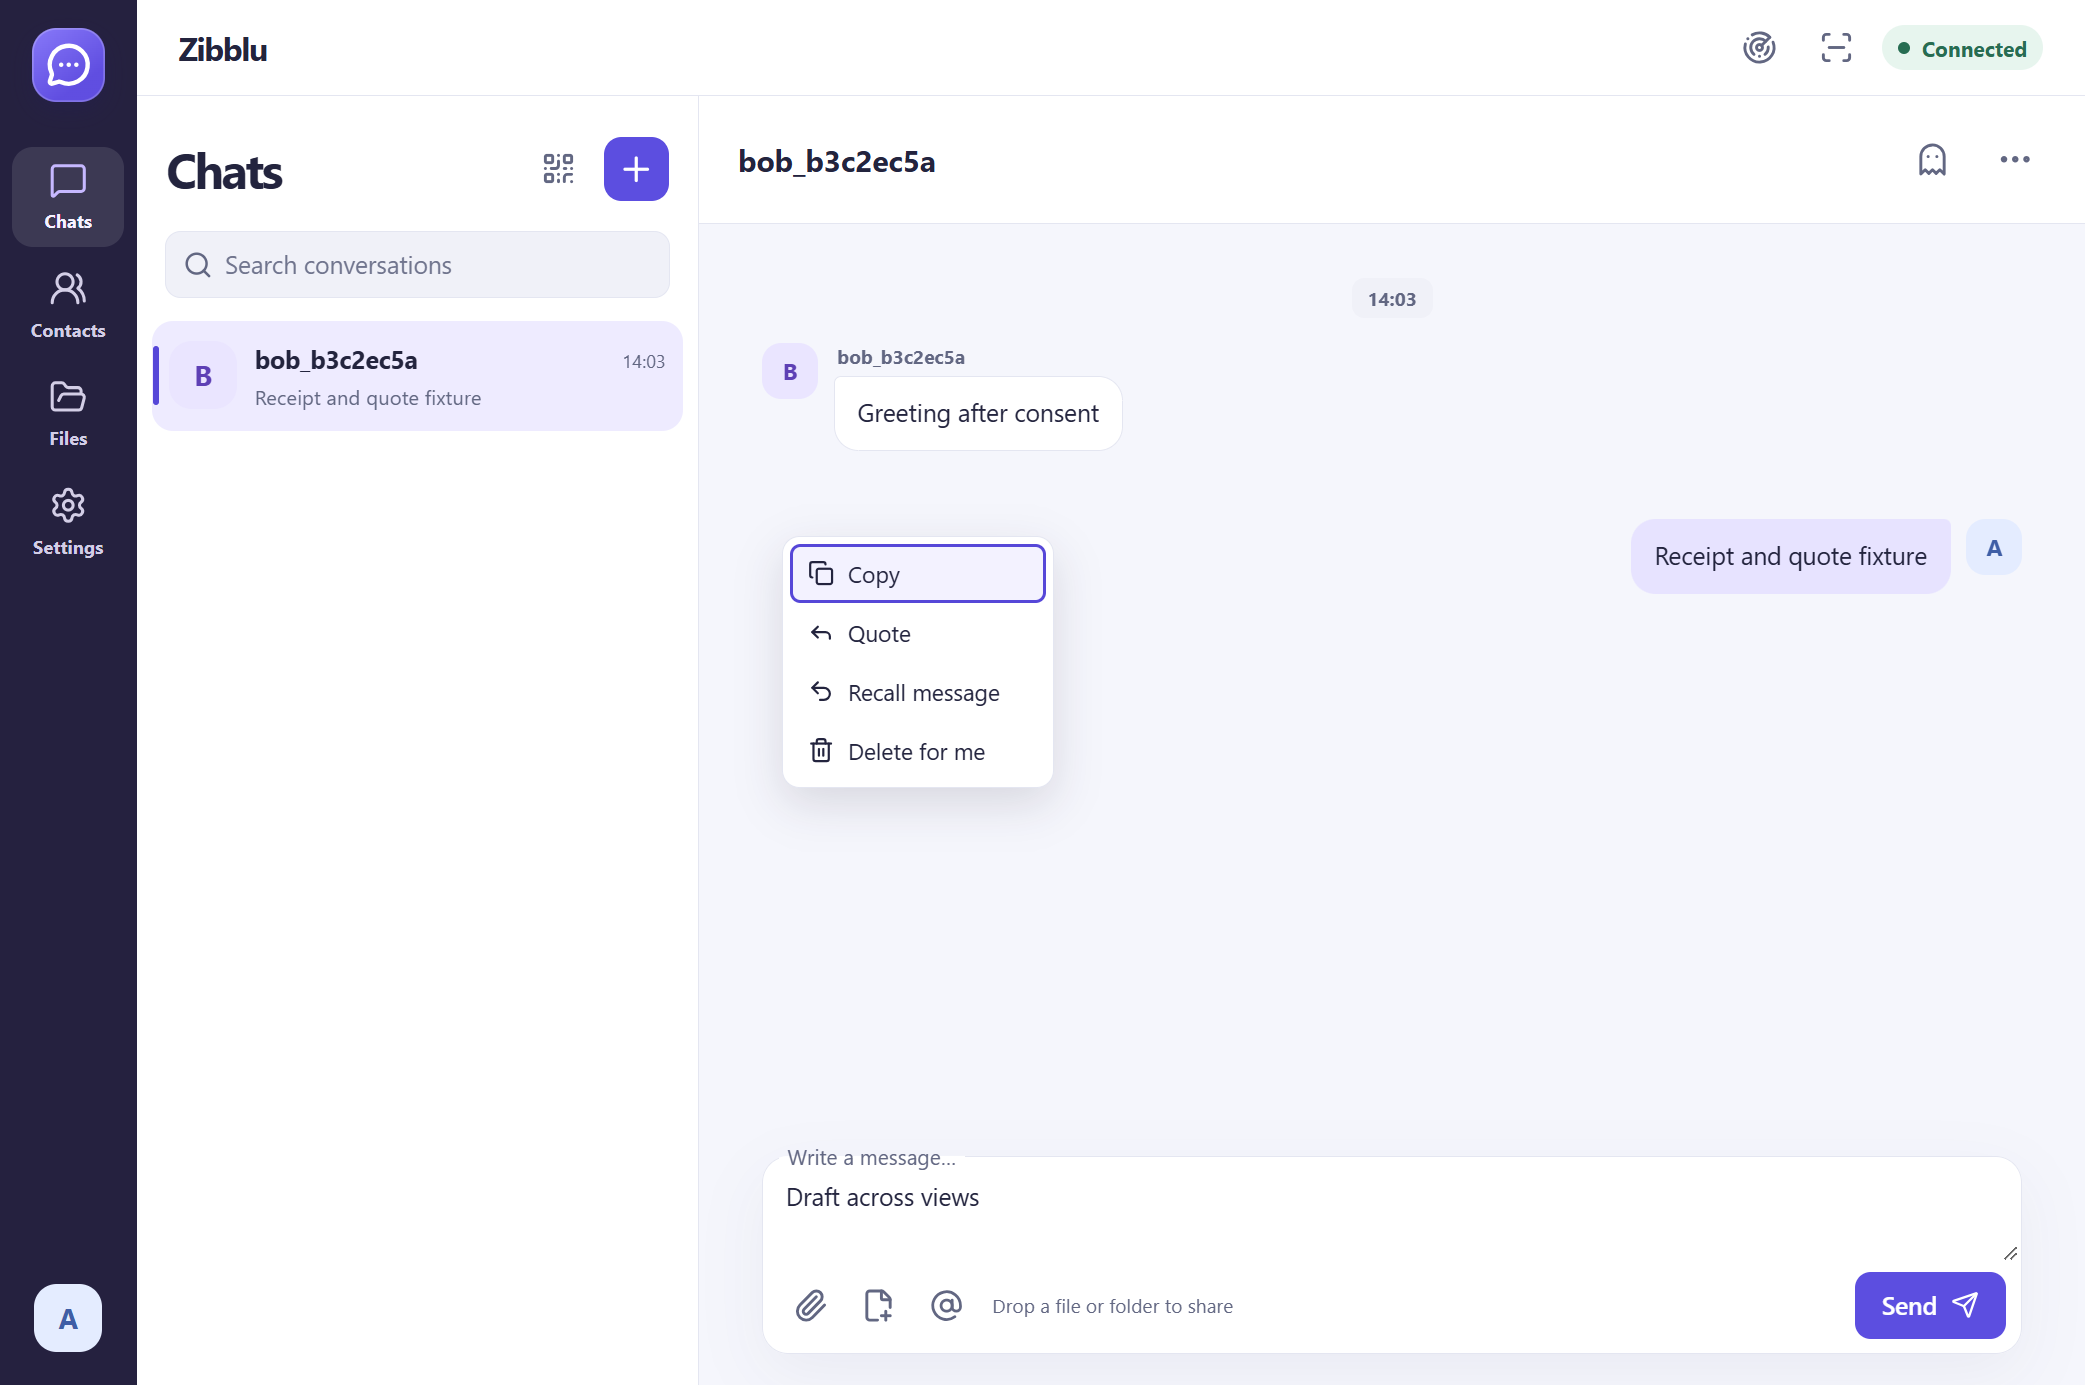 Zibblu
Connected
Chats
Contacts
Files
Settings
A
Chats
Search conversations
B
bob_b3c2ec5a
14:03
Receipt and quote fixture
bob_b3c2ec5a
14:03
B
bob_b3c2ec5a
Greeting after consent
Receipt and quote fixture
A
Copy
Quote
Recall message
Delete for me
Write a message...
Draft across views
Drop a file or folder to share
Send